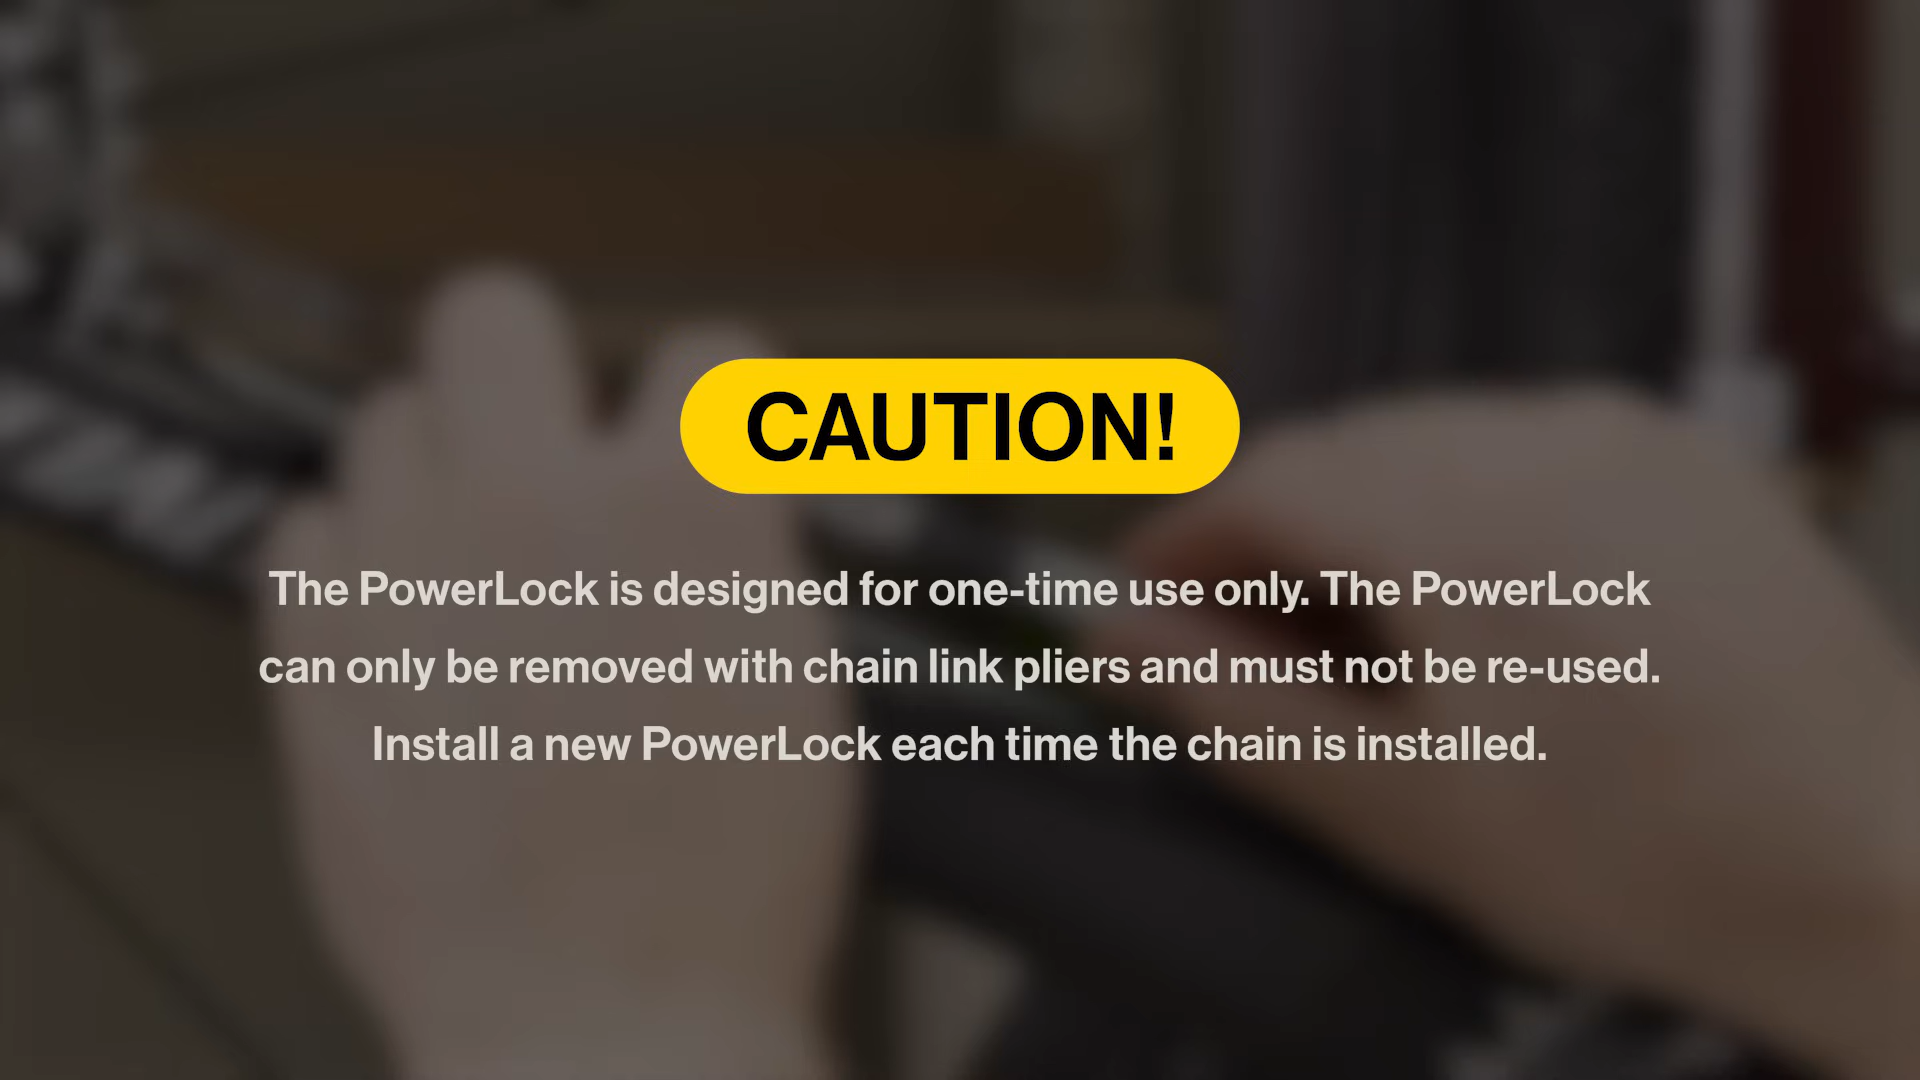 CAUTION!
The PowerLock is designed for one-time use only. The PowerLock
can only be removed with chain link pliers and must not be re-used.
Install a new PowerLock each time the chain is installed.